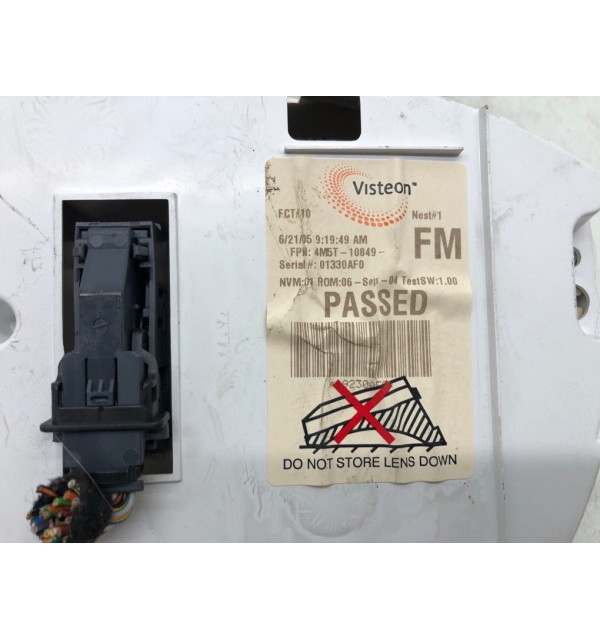 Visteon™
FCT#10 Nest#1
6/21/05 9:19:49 AM
FPN: 4M5T-10849- FM
Serial#: 01330AF0
NVM:01 ROM:06-Sep-04 TestSW:1.00
PASSED
DO NOT STORE LENS DOWN